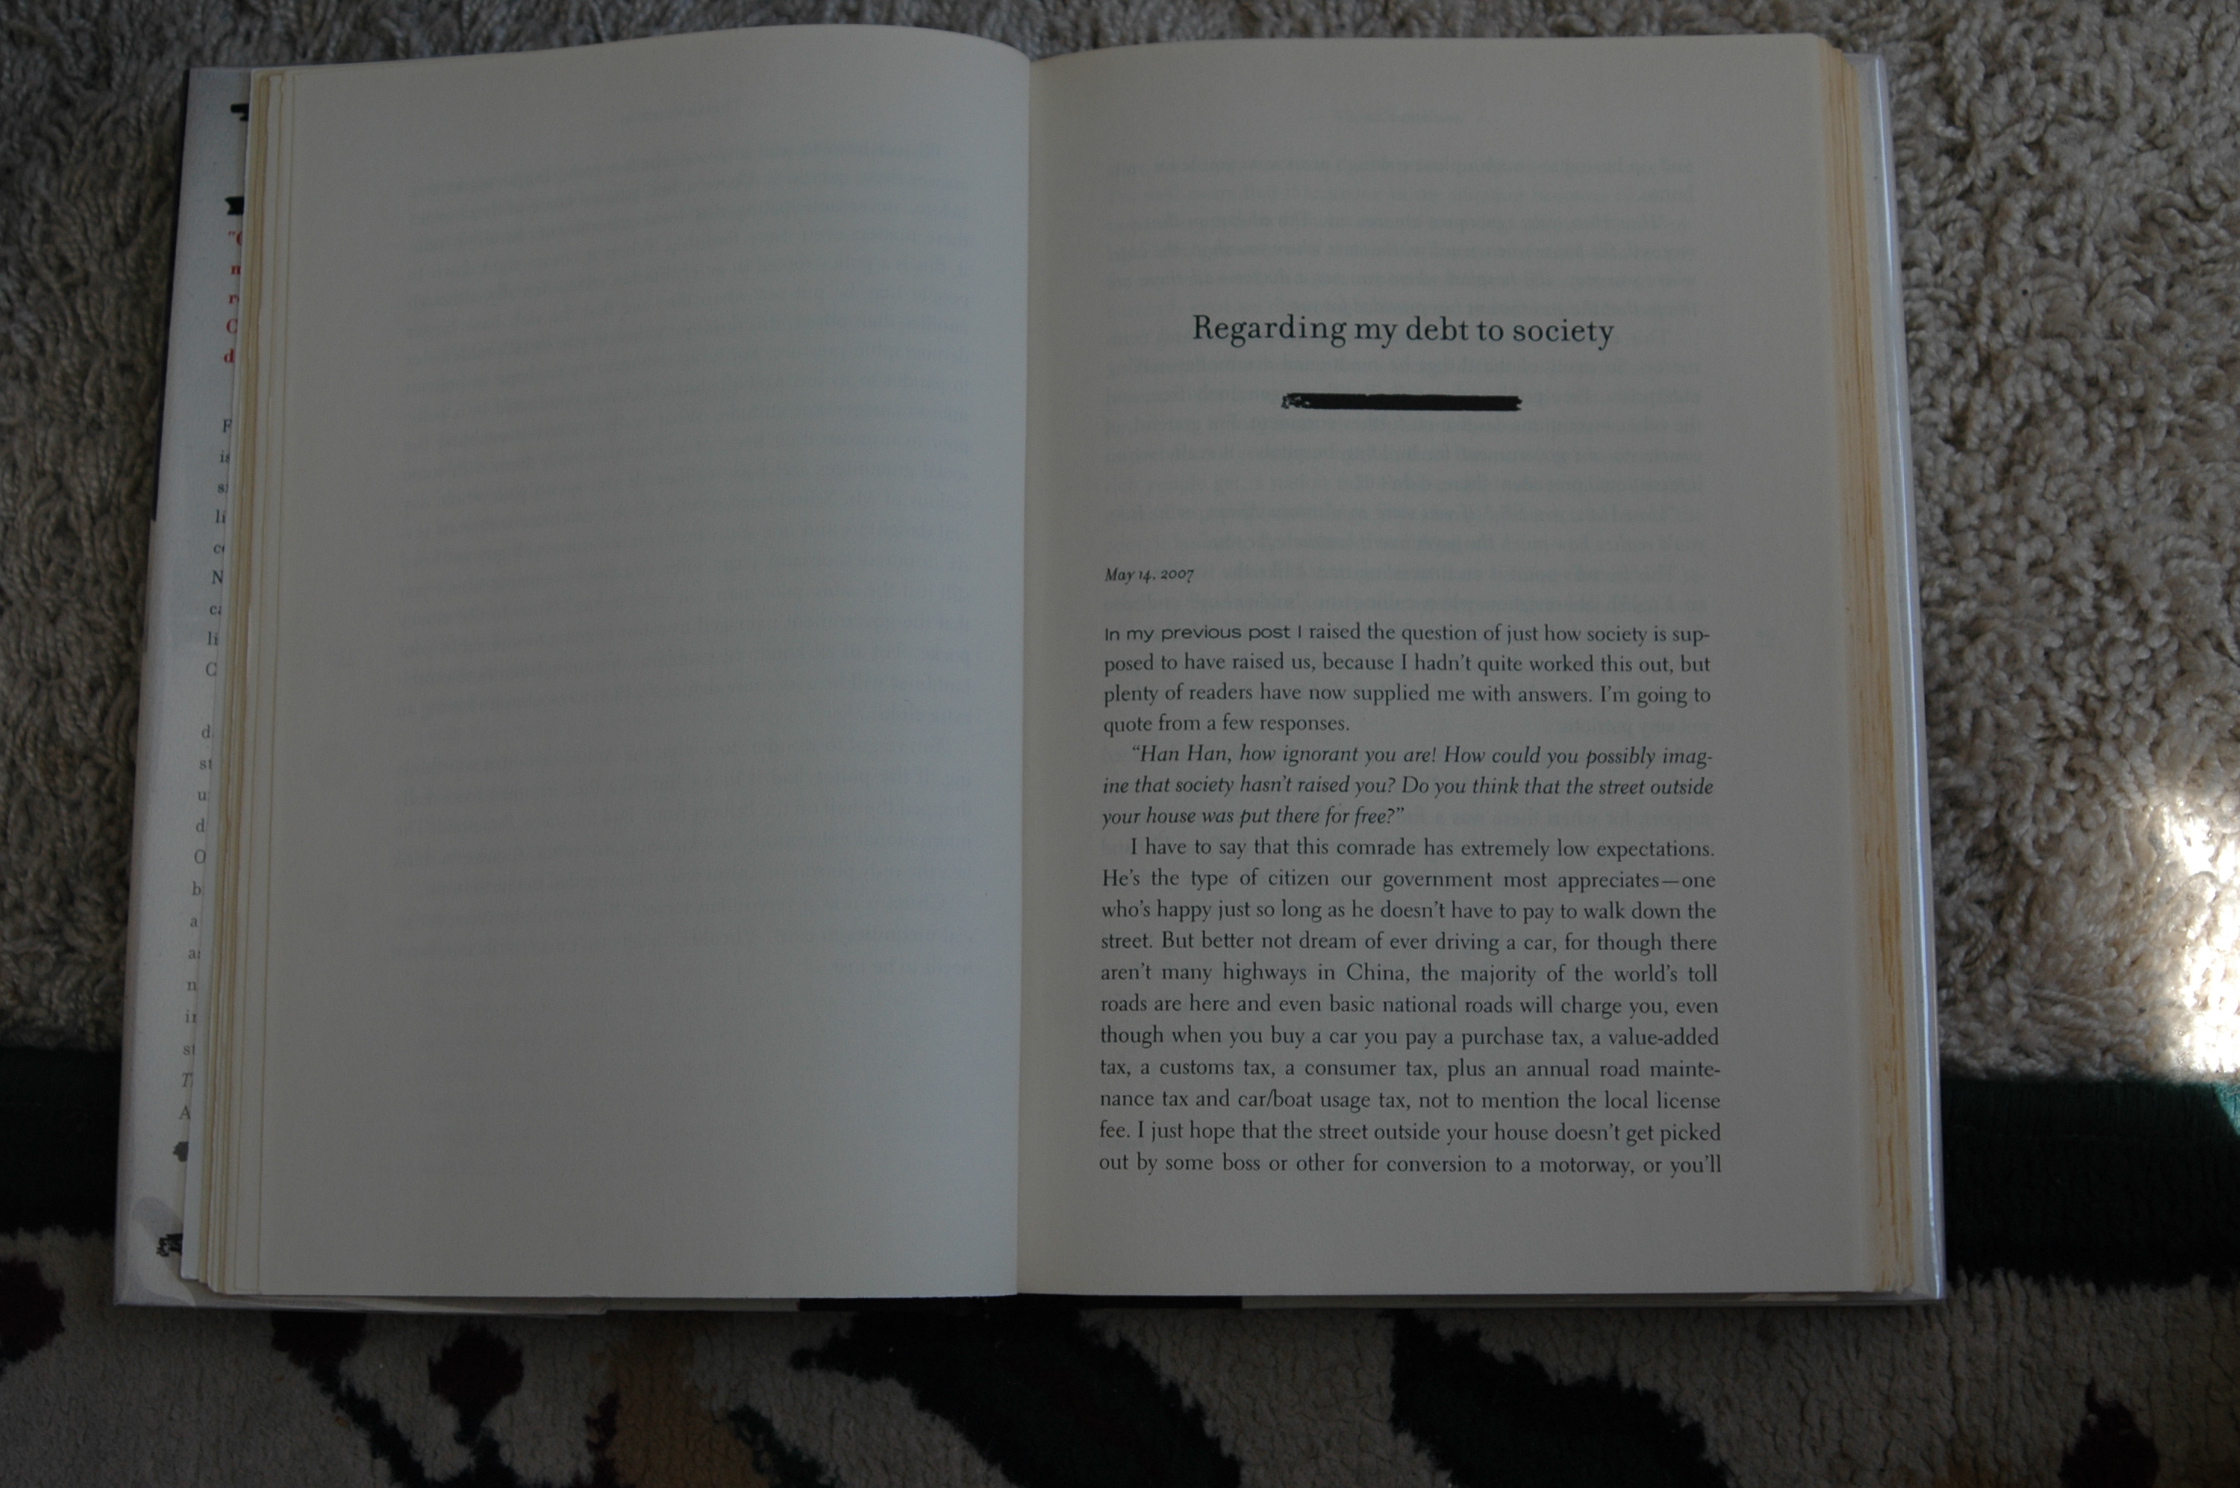 Regarding my debt to society
May 14, 2007
In my previous post I raised the question of just how society is sup-
posed to have raised us, because I hadn't quite worked this out, but
plenty of readers have now supplied me with answers. I'm going to
quote from a few responses.
"Han Han, how ignorant you are! How could you possibly imag-
ine that society hasn't raised you? Do you think that the street outside
your house was put there for free?"
I have to say that this comrade has extremely low expectations.
He's the type of citizen our government most appreciates—one
who's happy just so long as he doesn't have to pay to walk down the
street. But better not dream of ever driving a car, for though there
aren't many highways in China, the majority of the world's toll
roads are here and even basic national roads will charge you, even
though when you buy a car you pay a purchase tax, a value-added
tax, a customs tax, a consumer tax, plus an annual road mainte-
nance tax and car/boat usage tax, not to mention the local license
fee. I just hope that the street outside your house doesn't get picked
out by some boss or other for conversion to a motorway, or you'll